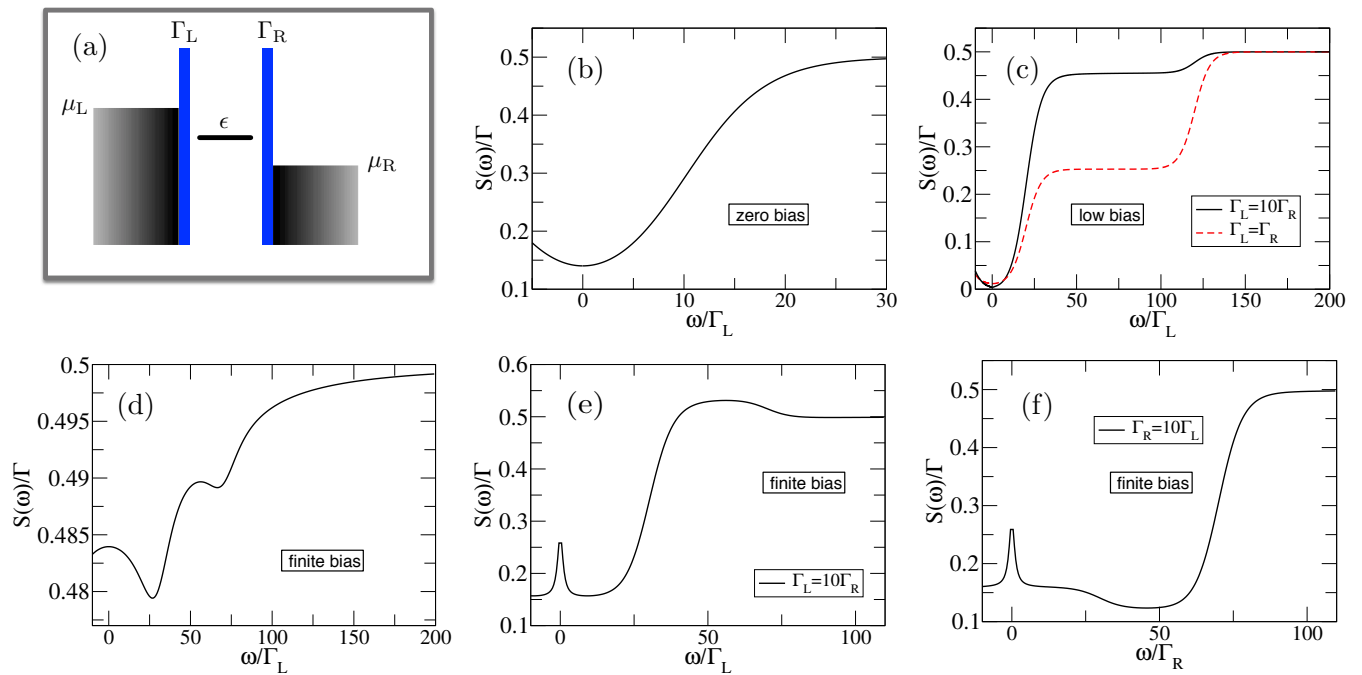 (a)
Γ_L Γ_R
μ_L
ϵ
μ_R
(b)
S(ω)/Γ
0.5
0.4
0.3
0.2
0.1
zero bias
0 10 20 30
ω/Γ_L
(c)
S(ω)/Γ
0.5
0.4
0.3
0.2
0.1
0
low bias
Γ_L=10Γ_R
Γ_L=Γ_R
0 50 100 150 200
ω/Γ_L
(d)
S(ω)/Γ
0.5
0.495
0.49
0.485
0.48
finite bias
0 50 100 150 200
ω/Γ_L
(e)
S(ω)/Γ
0.6
0.5
0.4
0.3
0.2
0.1
finite bias
Γ_L=10Γ_R
0 50 100
ω/Γ_L
(f)
S(ω)/Γ
0.5
0.4
0.3
0.2
0.1
Γ_R=10Γ_L
finite bias
0 50 100
ω/Γ_R